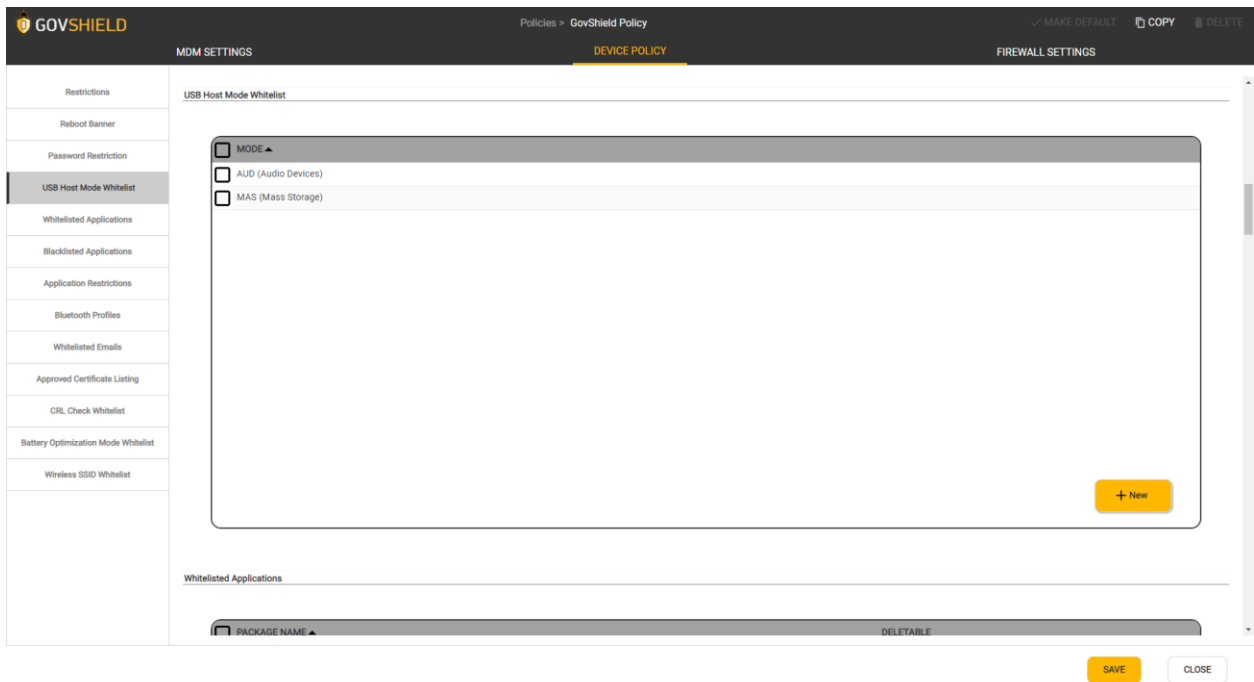 GOVSHIELD
Policies > GovShield Policy
MAKE DEFAULT
COPY
DELETE
MDM SETTINGS
DEVICE POLICY
FIREWALL SETTINGS
Restrictions
Reboot Banner
Password Restriction
USB Host Mode Whitelist
Whitelisted Applications
Blacklisted Applications
Application Restrictions
Bluetooth Profiles
Whitelisted Emails
Approved Certificate Listing
CRL Check Whitelist
Battery Optimization Mode Whitelist
Wireless SSID Whitelist
USB Host Mode Whitelist
MODE
AUD (Audio Devices)
MAS (Mass Storage)
+ New
Whitelisted Applications
PACKAGE NAME
DELETABLE
SAVE
CLOSE